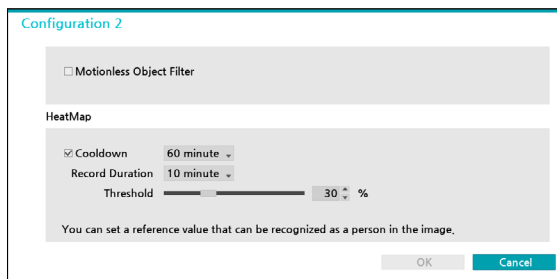 Configuration 2
Motionless Object Filter
HeatMap
Cooldown 60 minute
Record Duration 10 minute
Threshold 30 %
You can set a reference value that can be recognized as a person in the image.
OK Cancel